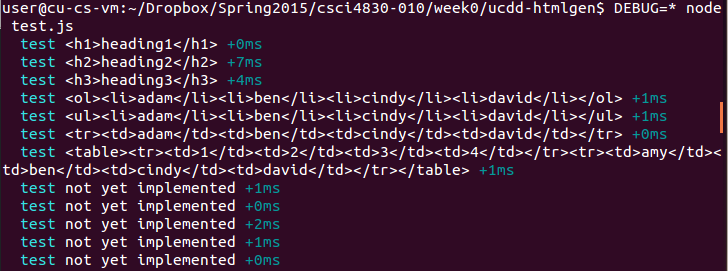 user@cu-cs-vm:~/Dropbox/Spring2015/csci4830-010/week0/ucdd-htmlgen$ DEBUG=* node
test.js
test <h1>heading1</h1> +0ms
test <h2>heading2</h2> +7ms
test <h3>heading3</h3> +4ms
test <ol><li>adam</li><li>ben</li><li>cindy</li><li>david</li></ol> +1ms
test <ul><li>adam</li><li>ben</li><li>cindy</li><li>david</li></ul> +1ms
test <tr><td>adam</td><td>ben</td><td>cindy</td><td>david</td></tr> +0ms
test <table><tr><td>1</td><td>2</td><td>3</td><td>4</td></tr><tr><td>amy</td><
td>ben</td><td>cindy</td><td>david</td></tr></table> +1ms
test not yet implemented +1ms
test not yet implemented +0ms
test not yet implemented +2ms
test not yet implemented +1ms
test not yet implemented +0ms